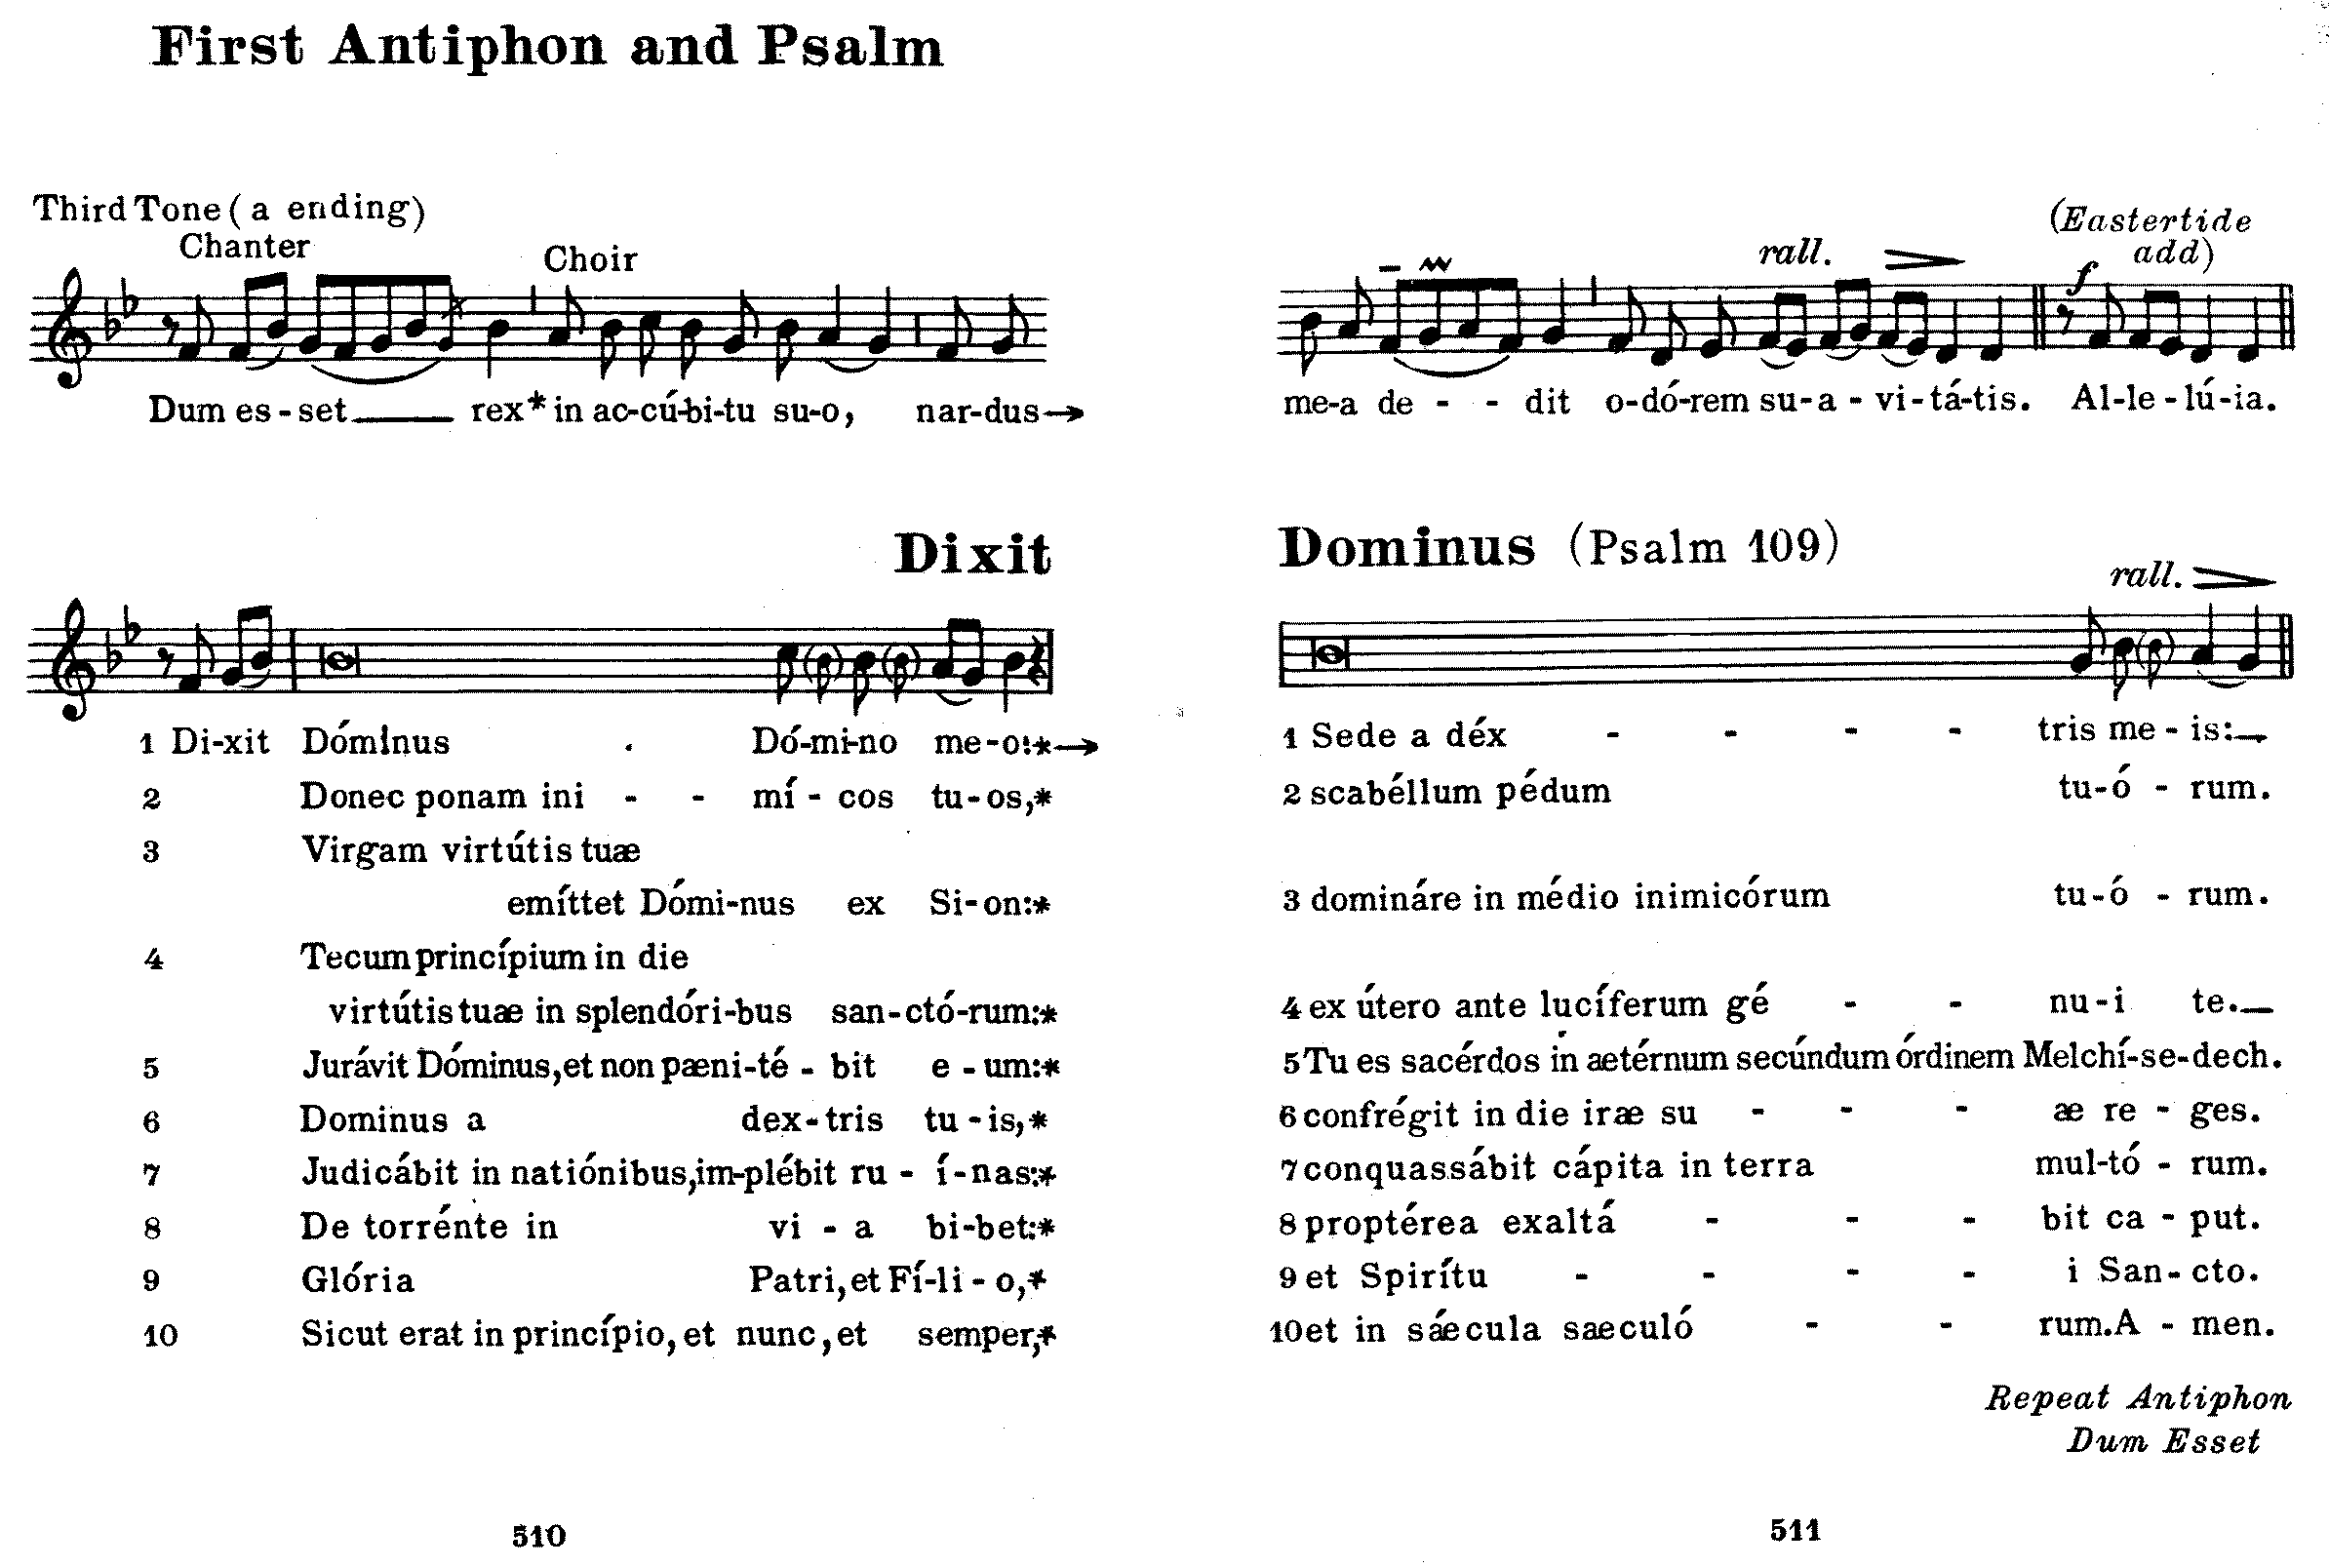 First Antiphon and Psalm
Third Tone ( a ending)
Chanter
Choir
Dum es - set rex* in ac-cú-bi-tu su-o, nar-dus→
Dixit
1 Di-xit Dóminus . Dó-mi-no me-o:*→
2 Donec ponam ini - - mí - cos tu-os,*
3 Virgam virtútis tuæ
emíttet Dómi-nus ex Si-on:*
4 Tecum princípium in die
virtútis tuæ in splendóri-bus san-ctó-rum:*
5 Jurávit Dóminus, et non pæni-té - bit e - um:*
6 Dominus a dex-tris tu - is,*
7 Judicábit in natiónibus, im-plébit ru - í-nas:*
8 De torrénte in vi - a bi-bet:*
9 Glória Patri, et Fí-li - o,*
10 Sicut erat in princípio, et nunc, et semper,*
510
rall.
(Eastertide
add)
f
me-a de - - dit o-dó-rem su-a - vi-tá-tis. Al-le-lú-ia.
Dominus (Psalm 109)
rall.
1 Sede a déx - - - - tris me - is:
2 scabéllum pédum tu-ó - rum.
3 domináre in médio inimicórum tu-ó - rum.
4 ex útero ante lucíferum gé - - nu-i te.
5 Tu es sacérdos in aetérnum secúndum órdinem Melchí-se-dech.
6 confrégit in die iræ su - - - æ re - ges.
7 conquassábit cápita in terra mul-tó - rum.
8 proptérea exaltá - - - bit ca - put.
9 et Spirítu - - - - i San-cto.
10 et in sǽcula saeculó - - rum. A - men.
Repeat Antiphon
Dum Esset
511